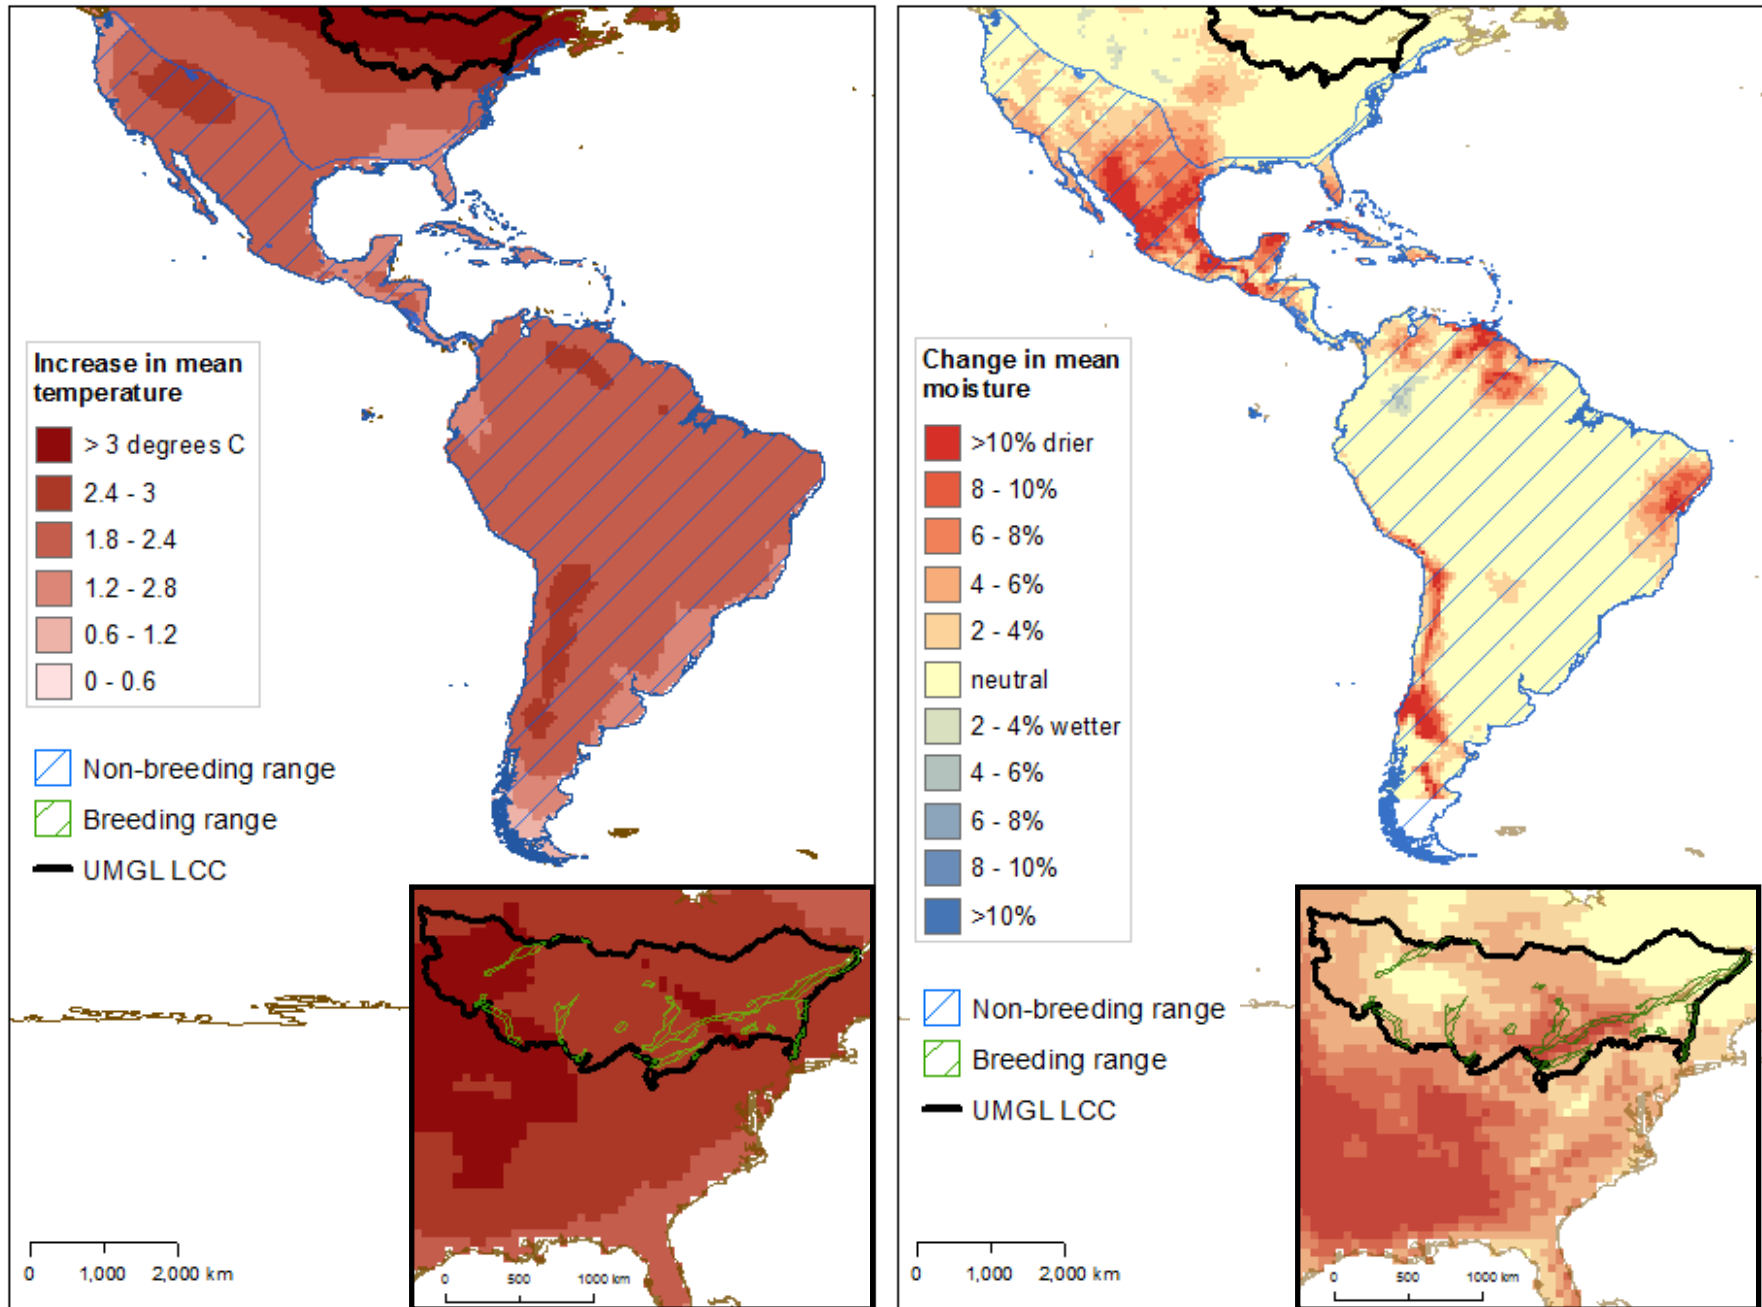 Increase in mean
temperature
> 3 degrees C
2.4 - 3
1.8 - 2.4
1.2 - 2.8
0.6 - 1.2
0 - 0.6
Non-breeding range
Breeding range
UMGL LCC
0 1,000 2,000 km
0 500 1000 km
Change in mean
moisture
>10% drier
8 - 10%
6 - 8%
4 - 6%
2 - 4%
neutral
2 - 4% wetter
4 - 6%
6 - 8%
8 - 10%
>10%
Non-breeding range
Breeding range
UMGL LCC
0 1,000 2,000 km
0 500 1000 km